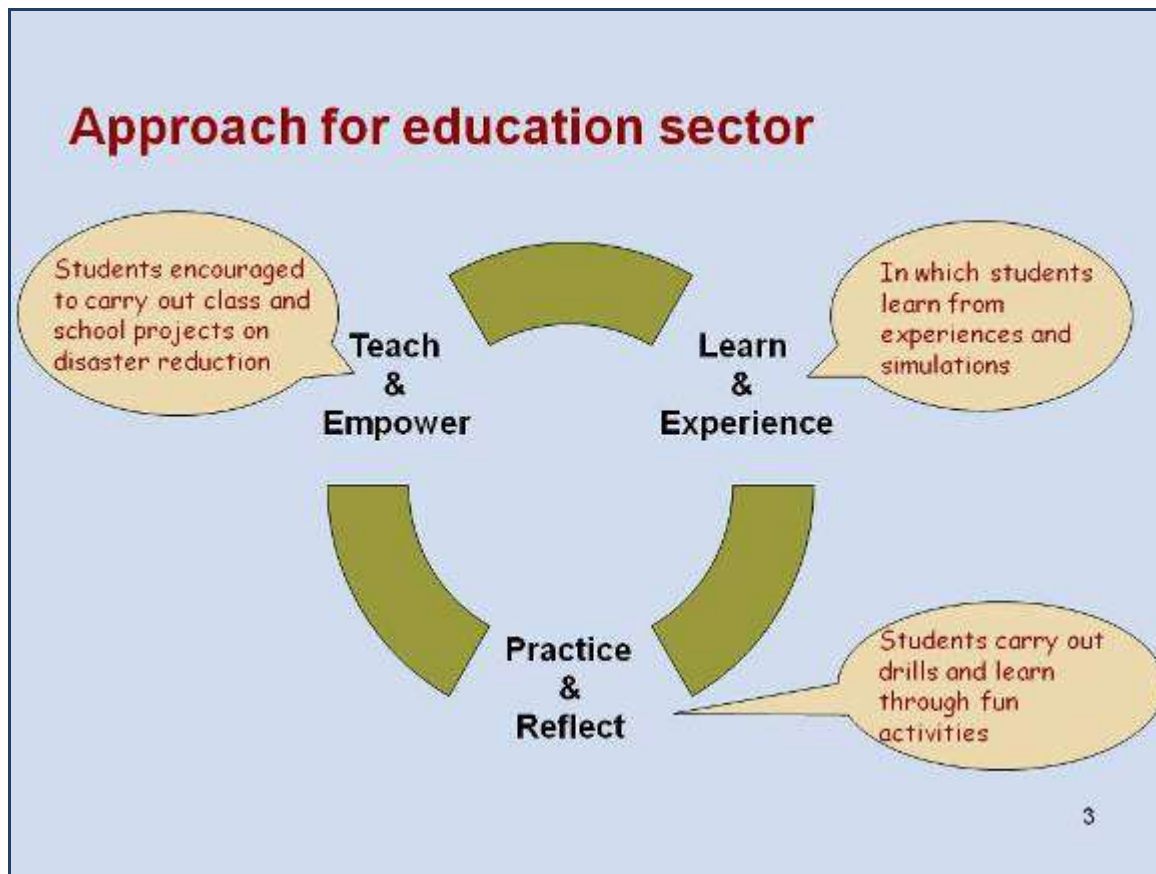 Approach for education sector
Students encouraged
to carry out class and
school projects on
disaster reduction
Teach
&
Empower
In which students
learn from
experiences and
simulations
Learn
&
Experience
Practice
&
Reflect
Students carry out
drills and learn
through fun
activities
3